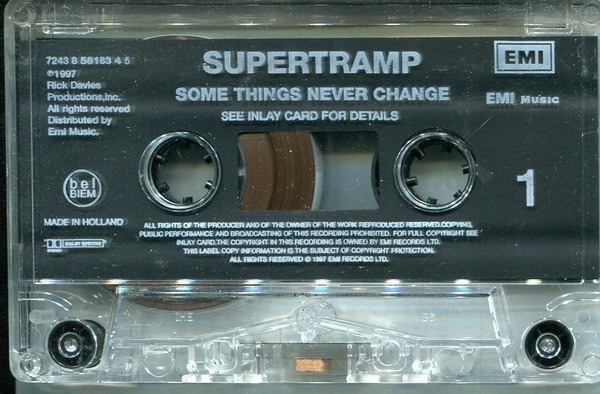 7243 8 56183 4 5
℗1997
Rick Davies
Productions,Inc.
All rights reserved
Distributed by
Emi Music.
SUPERTRAMP
SOME THINGS NEVER CHANGE
SEE INLAY CARD FOR DETAILS
EMI
EMI MUSIC
bel
BIEM
MADE IN HOLLAND
DOLBY SYSTEM
1
ALL RIGHTS OF THE PRODUCER AND OF THE OWNER OF THE WORK REPRODUCED RESERVED.COPYING,
PUBLIC PERFORMANCE AND BROADCASTING OF THIS RECORDING PROHIBITED. FOR FULL COPYRIGHT SEE
INLAY CARD.THE COPYRIGHT IN THIS RECORDING IS OWNED BY EMI RECORDS LTD.
THIS LABEL COPY INFORMATION IS THE SUBJECT OF COPYRIGHT PROTECTION.
ALL RIGHTS RESERVED © 1997 EMI RECORDS LTD.